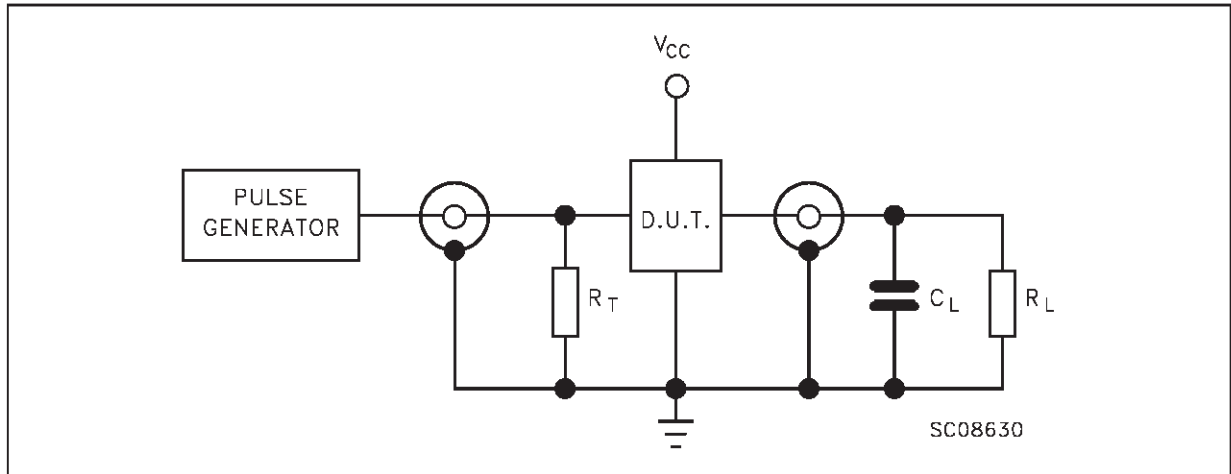 VCC
PULSE
GENERATOR
D.U.T.
RT
CL
RL
SC08630